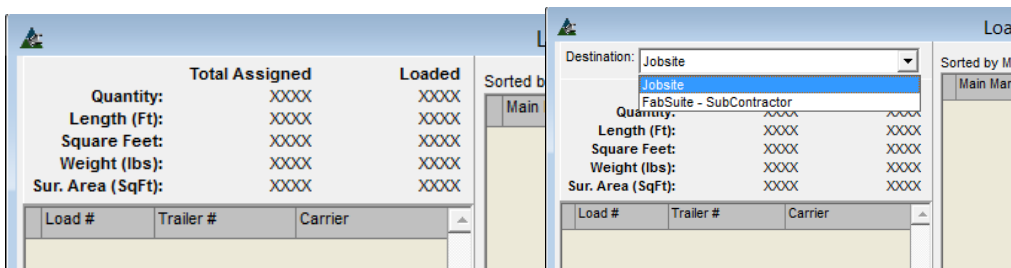 L
Total Assigned Loaded
Quantity: XXXX XXXX
Length (Ft): XXXX XXXX
Square Feet: XXXX XXXX
Weight (lbs): XXXX XXXX
Sur. Area (SqFt): XXXX XXXX
Sorted b
Main
Load # Trailer # Carrier
Loa
Destination: Jobsite
Jobsite
FabSuite - SubContractor
Quantity: XXXX XXXX
Length (Ft): XXXX XXXX
Square Feet: XXXX XXXX
Weight (lbs): XXXX XXXX
Sur. Area (SqFt): XXXX XXXX
Sorted by M
Main Mar
Load # Trailer # Carrier